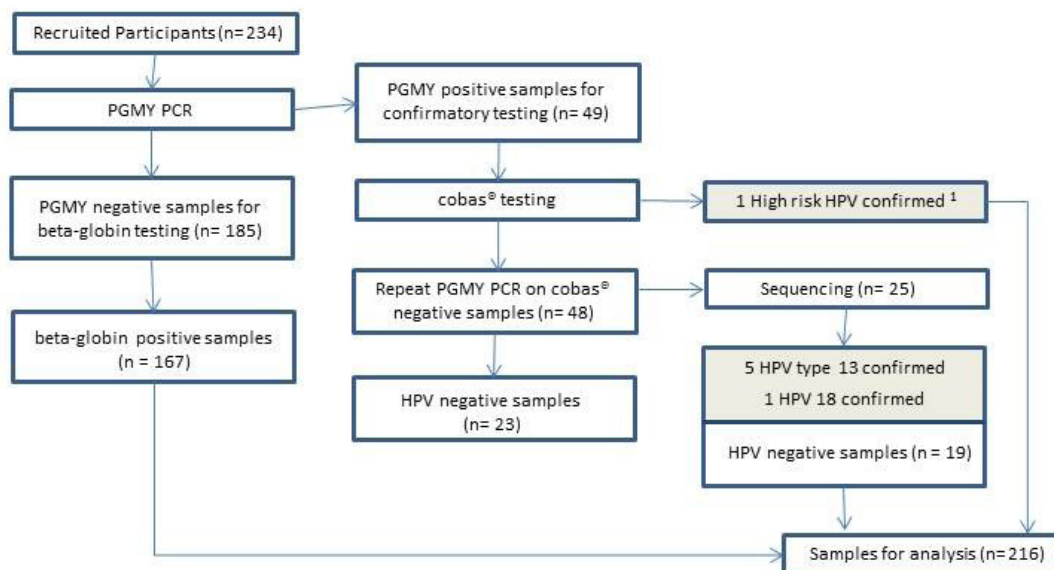 Recruited Participants (n= 234)
PGMY PCR
PGMY positive samples for
confirmatory testing (n= 49)
PGMY negative samples for
beta-globin testing (n= 185)
cobas® testing
1 High risk HPV confirmed ¹
Repeat PGMY PCR on cobas®
negative samples (n= 48)
Sequencing (n= 25)
beta-globin positive samples
(n = 167)
HPV negative samples
(n= 23)
5 HPV type 13 confirmed
1 HPV 18 confirmed
HPV negative samples (n = 19)
Samples for analysis (n=216)